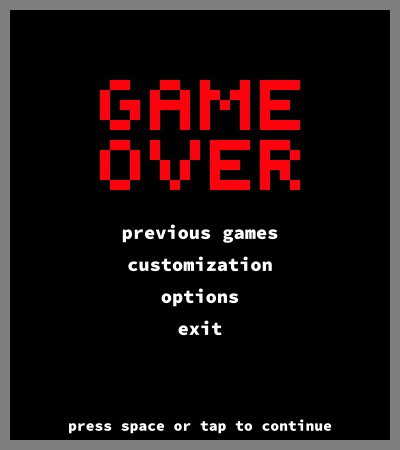 GAME
OVER
previous games
customization
options
exit
press space or tap to continue